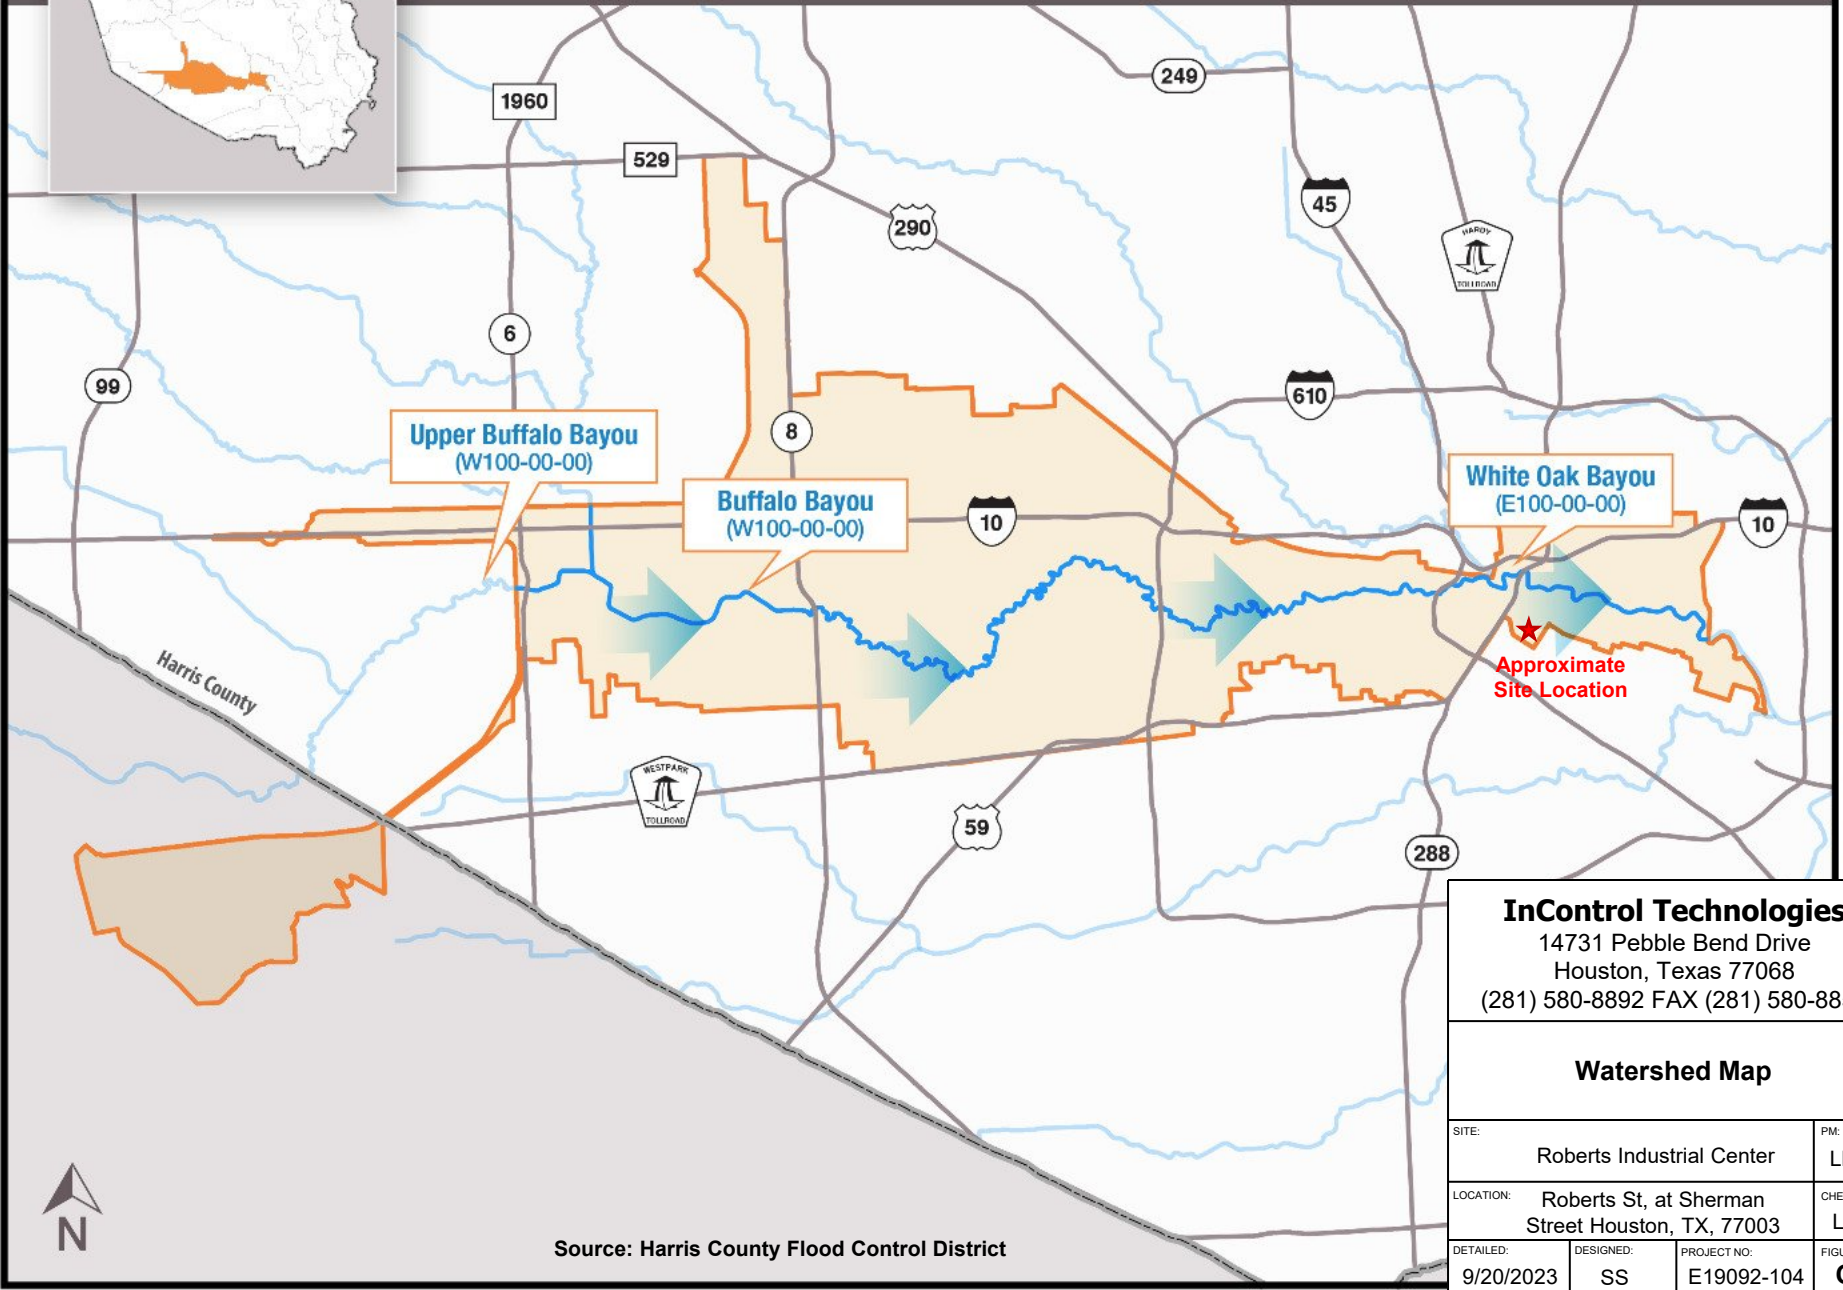 249
1960
529
45
290
HARDY
TOLLROAD
6
99
610
8
Upper Buffalo Bayou
(W100-00-00)
Buffalo Bayou
(W100-00-00)
10
White Oak Bayou
(E100-00-00)
10
Harris County
Approximate
Site Location
WESTPARK
TOLLROAD
59
288
InControl Technologies
14731 Pebble Bend Drive
Houston, Texas 77068
(281) 580-8892 FAX (281) 580-88
Watershed Map
SITE:
Roberts Industrial Center
PM:
L
LOCATION:
Roberts St, at Sherman
Street Houston, TX, 77003
CHE
L
DETAILED:
9/20/2023
DESIGNED:
SS
PROJECT NO:
E19092-104
FIGU
N
Source: Harris County Flood Control District